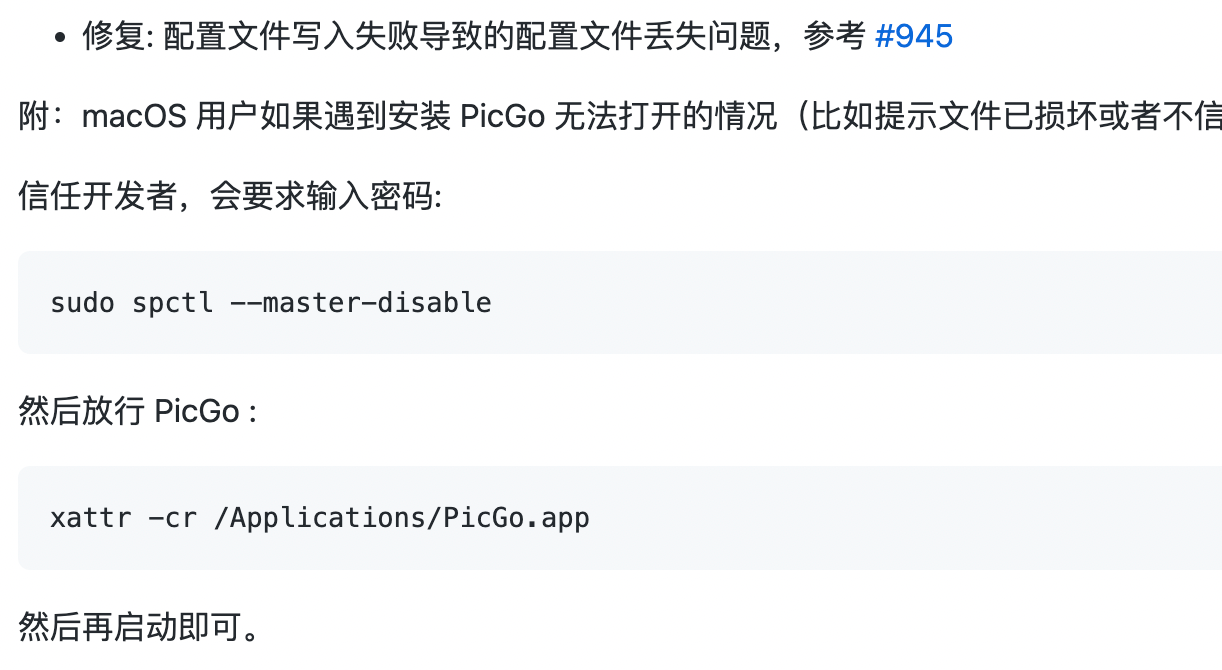 • 修复: 配置文件写入失败导致的配置文件丢失问题，参考 #945
附：macOS 用户如果遇到安装 PicGo 无法打开的情况（比如提示文件已损坏或者不信
信任开发者，会要求输入密码:
sudo spctl --master-disable
然后放行 PicGo :
xattr -cr /Applications/PicGo.app
然后再启动即可。